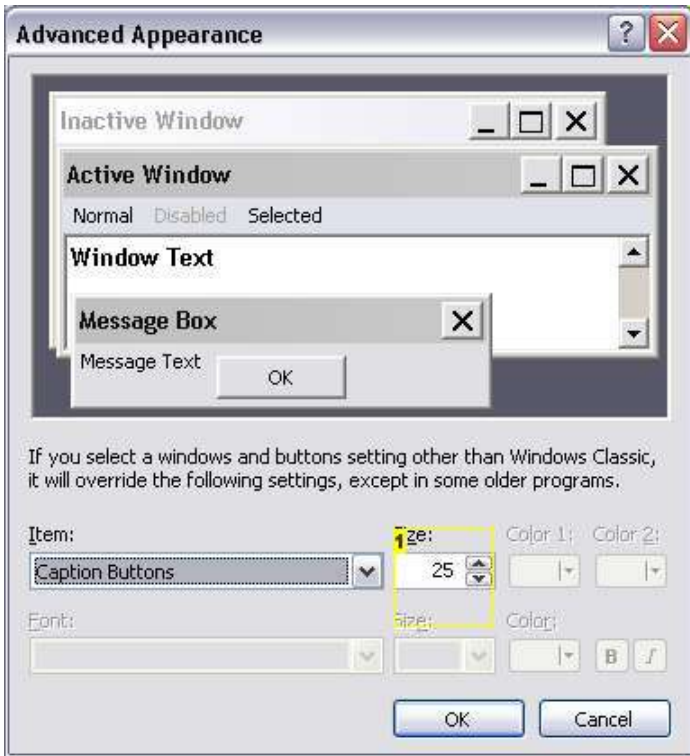 Advanced Appearance
?
Inactive Window
Active Window
Normal Disabled Selected
Window Text
Message Box
Message Text
OK
If you select a windows and buttons setting other than Windows Classic,
it will override the following settings, except in some older programs.
Item: 1 Size: Color 1: Color 2:
Caption Buttons 25
Font: Size: Color:
B I
OK Cancel